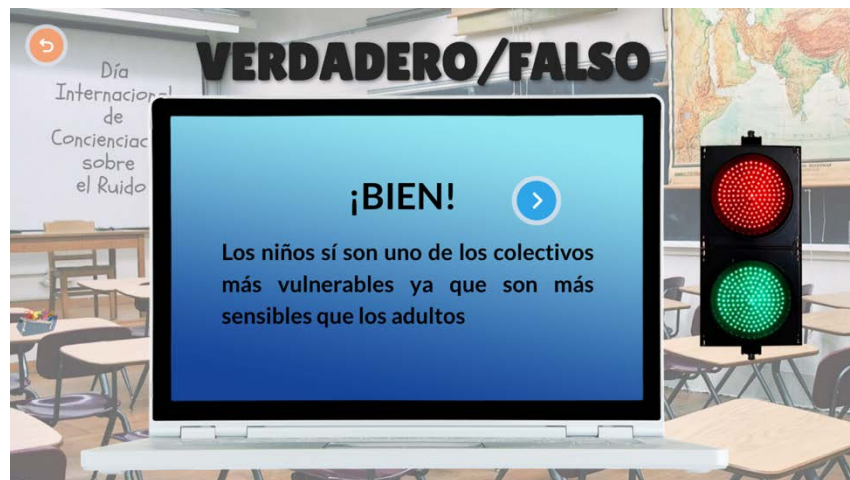 VERDADERO/FALSO
Día
Internacional
de
Concienciac
sobre
el Ruido
¡BIEN!
Los niños sí son uno de los colectivos
más vulnerables ya que son más
sensibles que los adultos